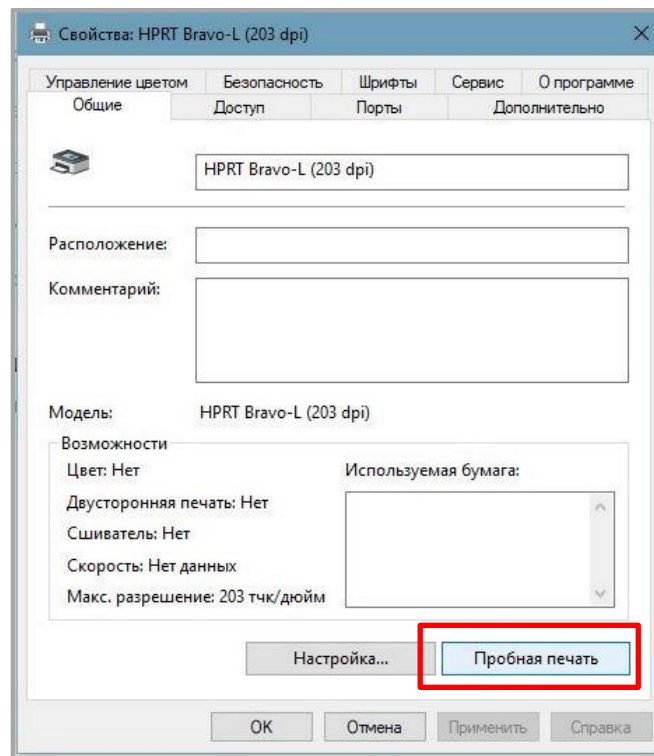 Свойства: HPRT Bravo-L (203 dpi)
Управление цветом Безопасность Шрифты Сервис О программе
Общие Доступ Порты Дополнительно
HPRT Bravo-L (203 dpi)
Расположение:
Комментарий:
Модель: HPRT Bravo-L (203 dpi)
Возможности
Цвет: Нет Используемая бумага:
Двусторонняя печать: Нет
Сшиватель: Нет
Скорость: Нет данных
Макс. разрешение: 203 тчк/дюйм
Настройка... Пробная печать
OK Отмена Применить Справка